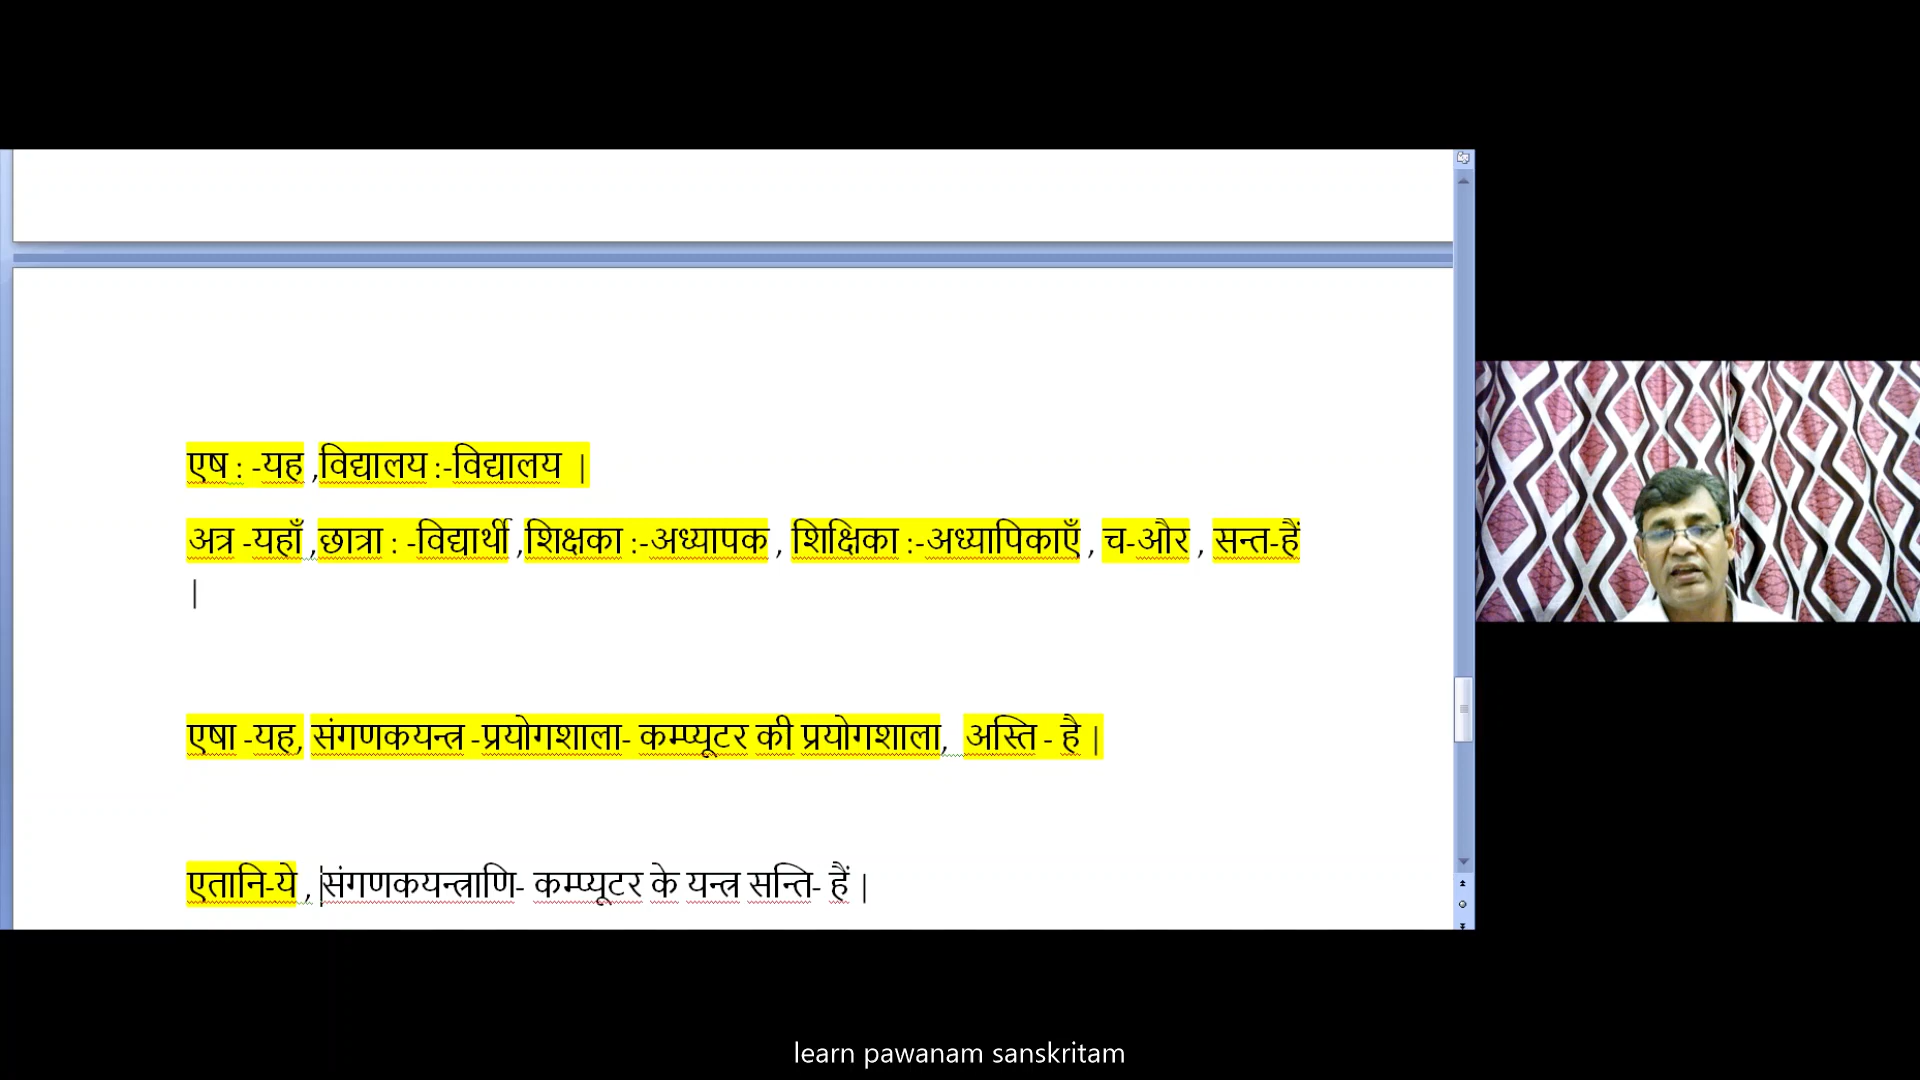 एष : -यह ,विद्यालय :-विद्यालय |
अत्र -यहाँ ,छात्रा : -विद्यार्थी ,शिक्षका :-अध्यापक , शिक्षिका :-अध्यापिकाएँ , च-और , सन्त-हैं
|
एषा -यह, संगणकयन्त्र -प्रयोगशाला- कम्प्यूटर की प्रयोगशाला, अस्ति - है |
एतानि-ये , संगणकयन्त्राणि- कम्प्यूटर के यन्त्र सन्ति- हैं |
learn pawanam sanskritam